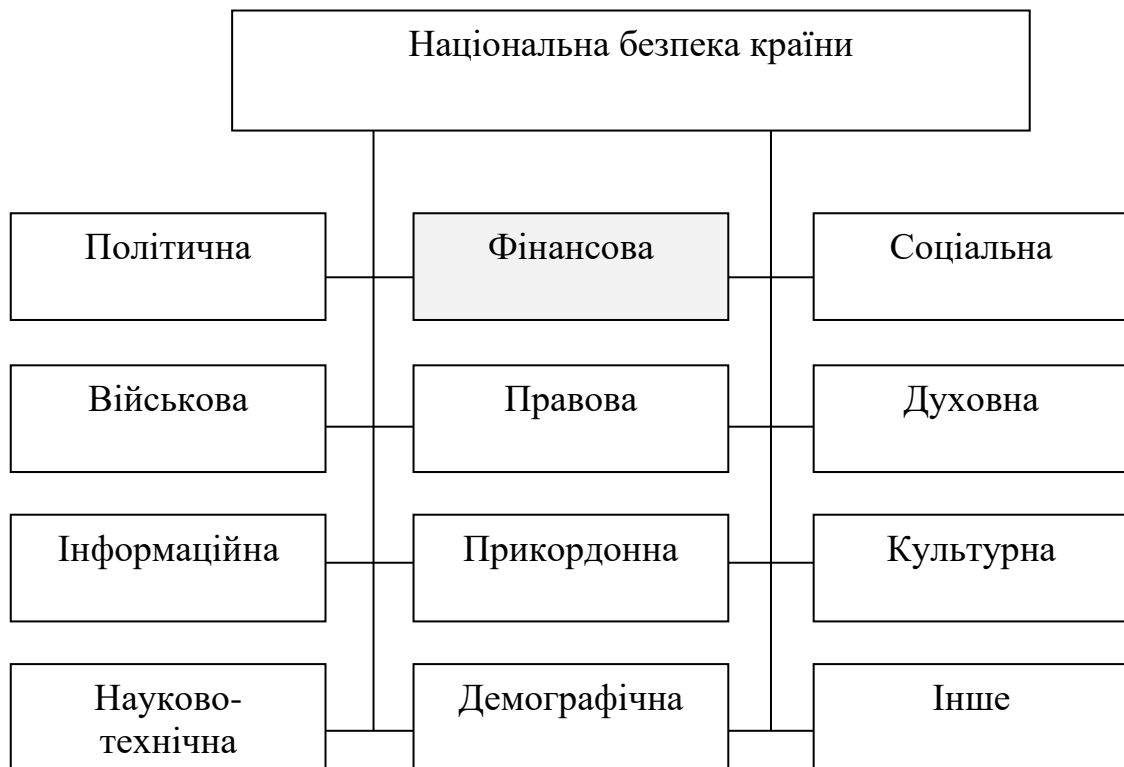 Національна безпека країни
Політична
Фінансова
Соціальна
Військова
Правова
Духовна
Інформаційна
Прикордонна
Культурна
Науково-
технічна
Демографічна
Інше